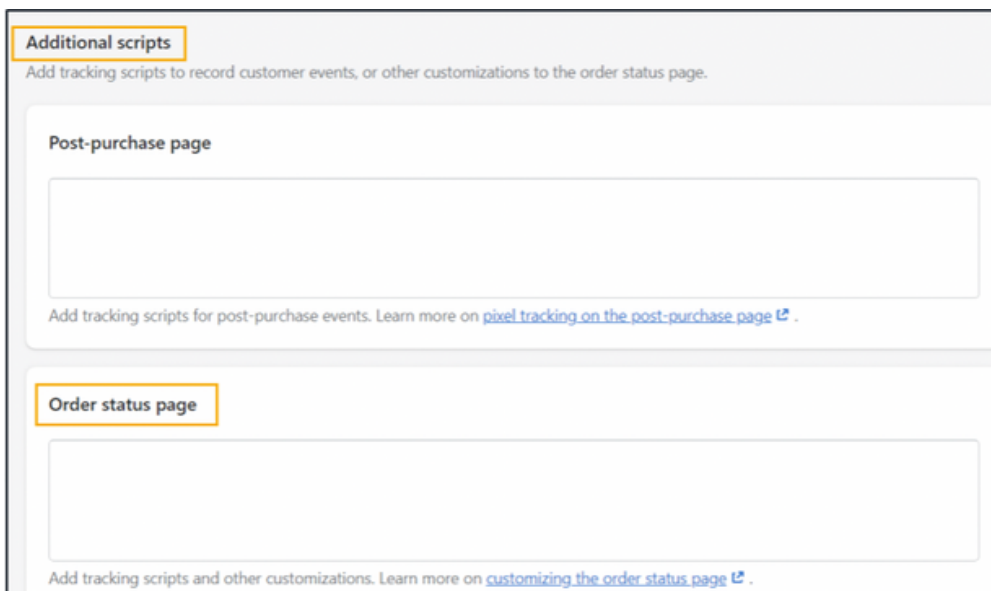 Additional scripts
Add tracking scripts to record customer events, or other customizations to the order status page.
Post-purchase page
Add tracking scripts for post-purchase events. Learn more on pixel tracking on the post-purchase page .
Order status page
Add tracking scripts and other customizations. Learn more on customizing the order status page .